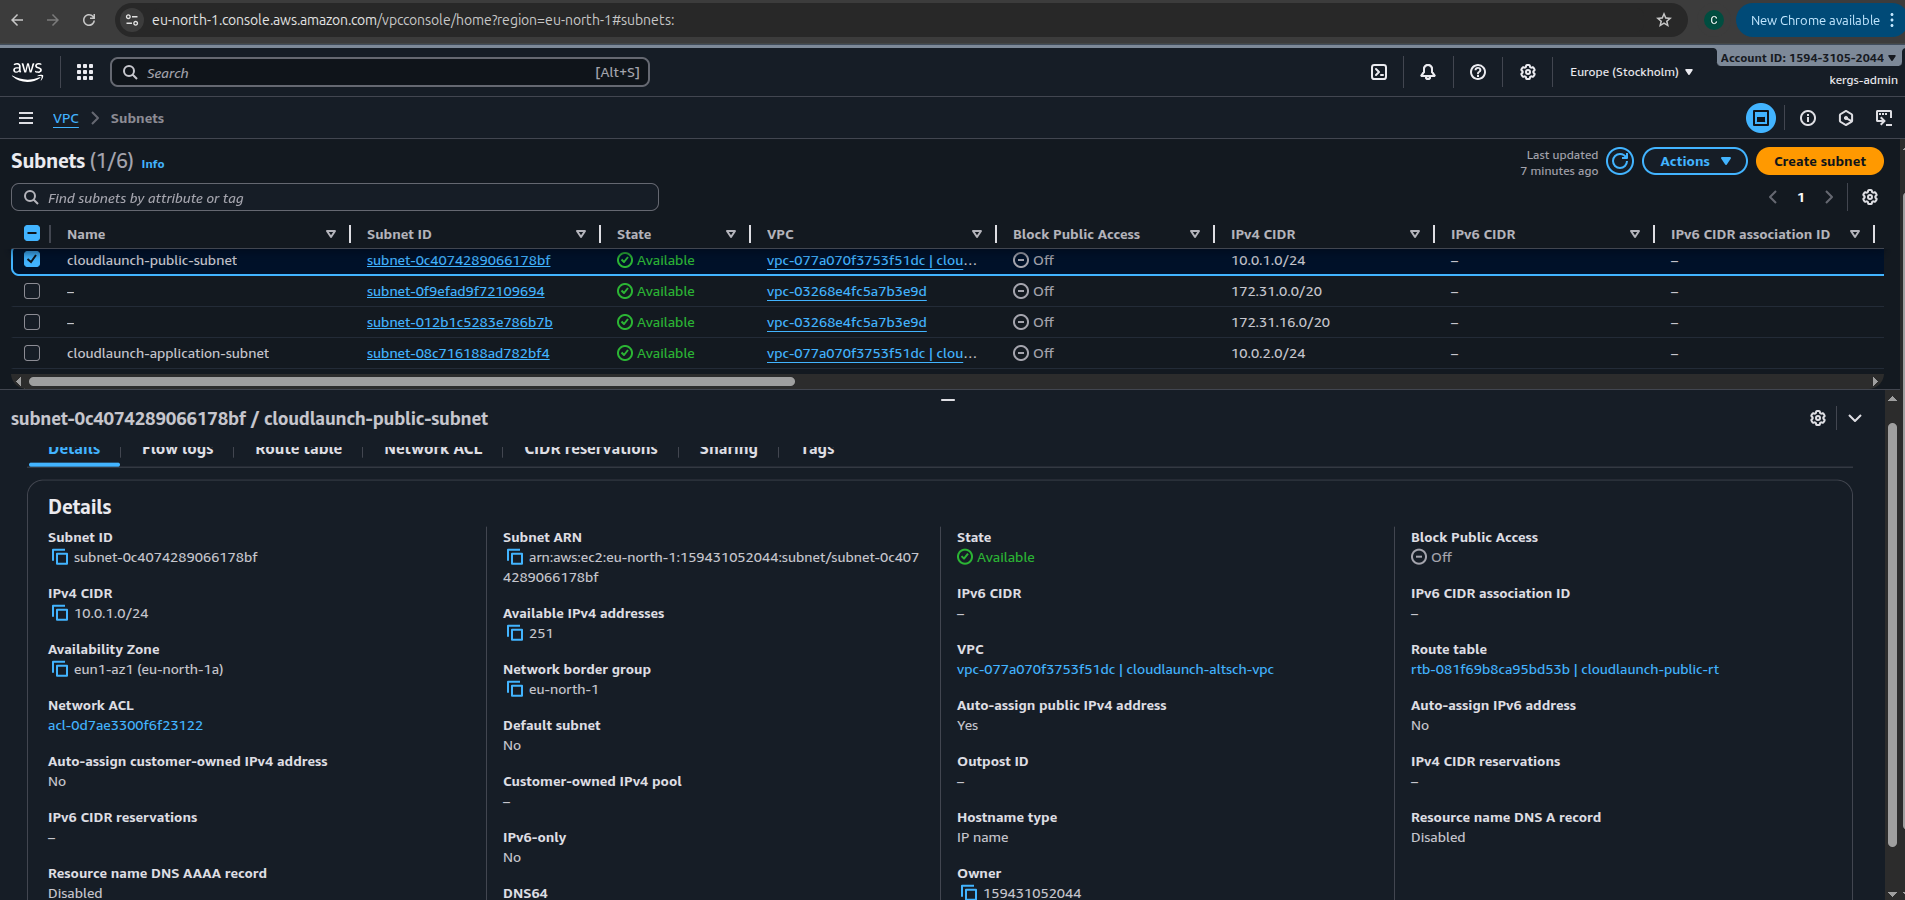 eu-north-1.console.aws.amazon.com/vpcconsole/home?region=eu-north-1#subnets:
C
New Chrome available
aws
Search
[Alt+S]
Europe (Stockholm)
Account ID: 1594-3105-2044
kergs-admin
VPC
Subnets
Subnets (1/6) Info
Last updated
7 minutes ago
Actions
Create subnet
Find subnets by attribute or tag
1
Name Subnet ID State VPC Block Public Access IPv4 CIDR IPv6 CIDR IPv6 CIDR association ID
cloudlaunch-public-subnet subnet-0c4074289066178bf Available vpc-077a070f3753f51dc | clou... Off 10.0.1.0/24 – –
– subnet-0f9efad9f72109694 Available vpc-03268e4fc5a7b3e9d Off 172.31.0.0/20 – –
– subnet-012b1c5283e786b7b Available vpc-03268e4fc5a7b3e9d Off 172.31.16.0/20 – –
cloudlaunch-application-subnet subnet-08c716188ad782bf4 Available vpc-077a070f3753f51dc | clou... Off 10.0.2.0/24 – –
subnet-0c4074289066178bf / cloudlaunch-public-subnet
Details Flow logs Route table Network ACL CIDR reservations Sharing Tags
Details
Subnet ID
subnet-0c4074289066178bf
IPv4 CIDR
10.0.1.0/24
Availability Zone
eun1-az1 (eu-north-1a)
Network ACL
acl-0d7ae3300f6f23122
Auto-assign customer-owned IPv4 address
No
IPv6 CIDR reservations
–
Resource name DNS AAAA record
Disabled
Subnet ARN
arn:aws:ec2:eu-north-1:159431052044:subnet/subnet-0c407
4289066178bf
Available IPv4 addresses
251
Network border group
eu-north-1
Default subnet
No
Customer-owned IPv4 pool
–
IPv6-only
No
DNS64
State
Available
IPv6 CIDR
–
VPC
vpc-077a070f3753f51dc | cloudlaunch-altsch-vpc
Auto-assign public IPv4 address
Yes
Outpost ID
–
Hostname type
IP name
Owner
159431052044
Block Public Access
Off
IPv6 CIDR association ID
–
Route table
rtb-081f69b8ca95bd53b | cloudlaunch-public-rt
Auto-assign IPv6 address
No
IPv4 CIDR reservations
–
Resource name DNS A record
Disabled